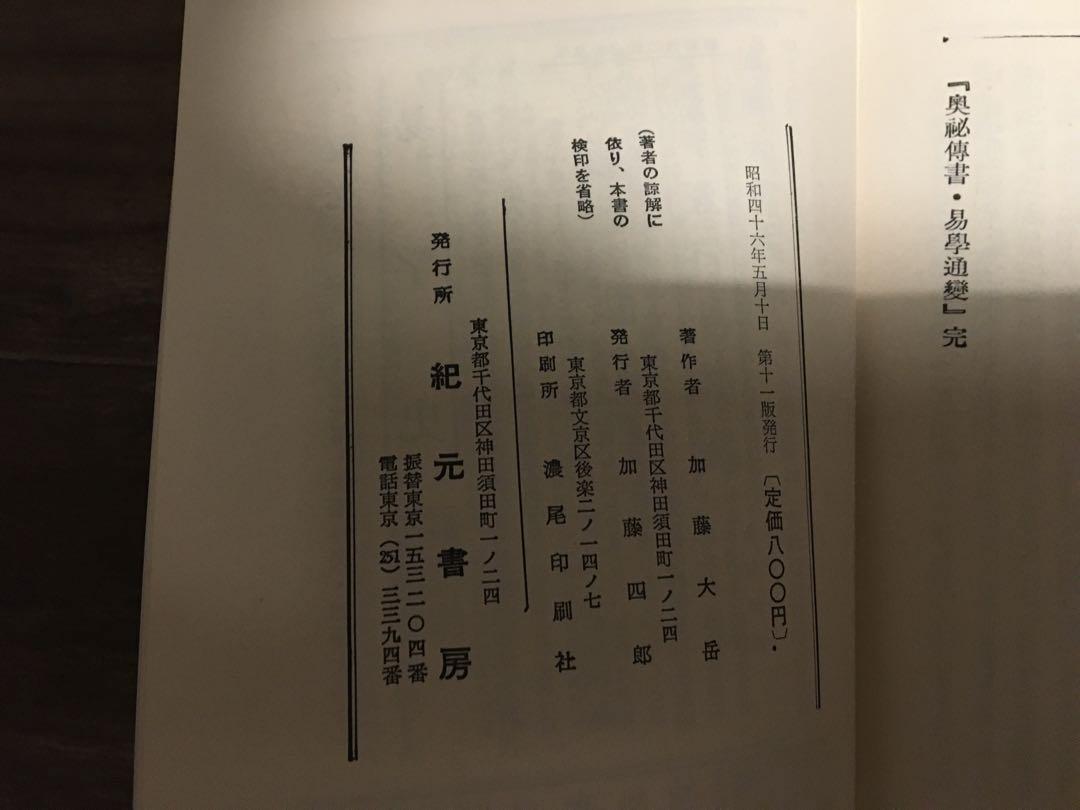 『奥祕傳書・易學通變』完
昭和四十六年五月十日　第十一版発行　〔定価八〇〇円〕
著作者　加藤大岳
東京都千代田区神田須田町一ノ二四
発行者　加藤四郎
東京都文京区後楽二ノ一四ノ七
印刷所　濃尾印刷社
（著者の諒解に
依り、本書の
検印を省略）
東京都千代田区神田須田町一ノ二四
発行所　紀元書房
振替東京一五三二〇四番
電話東京（251）三三九四番